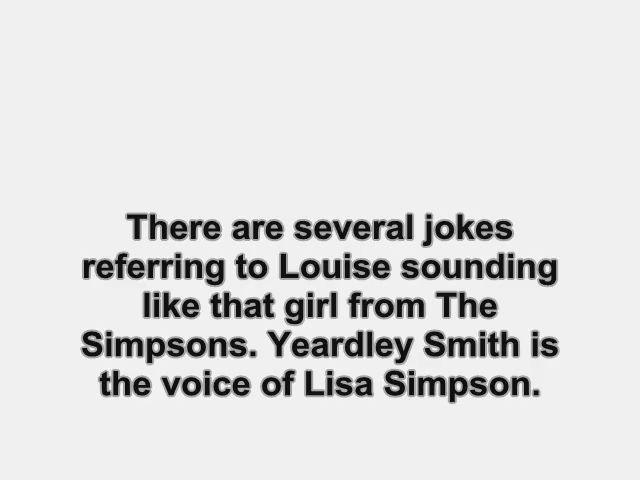 There are several jokes
referring to Louise sounding
like that girl from The
Simpsons. Yeardley Smith is
the voice of Lisa Simpson.